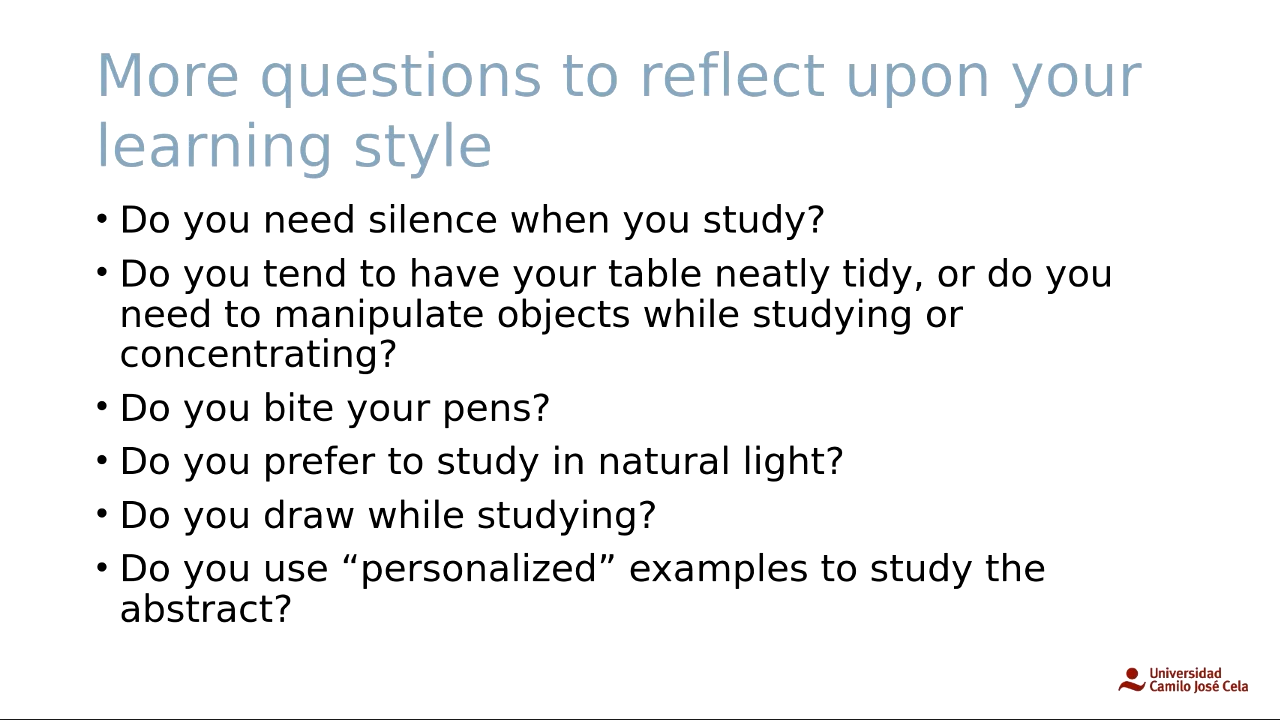 More questions to reflect upon your
learning style
• Do you need silence when you study?
• Do you tend to have your table neatly tidy, or do you
need to manipulate objects while studying or
concentrating?
• Do you bite your pens?
• Do you prefer to study in natural light?
• Do you draw while studying?
• Do you use “personalized” examples to study the
abstract?
Universidad
Camilo José Cela